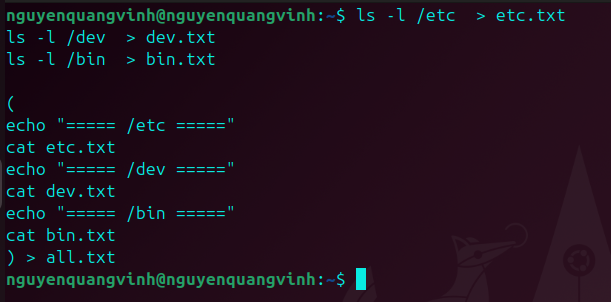 nguyenquangvinh@nguyenquangvinh:~$ ls -l /etc  > etc.txt
ls -l /dev  > dev.txt
ls -l /bin  > bin.txt
(
echo "===== /etc ====="
cat etc.txt
echo "===== /dev ====="
cat dev.txt
echo "===== /bin ====="
cat bin.txt
) > all.txt
nguyenquangvinh@nguyenquangvinh:~$